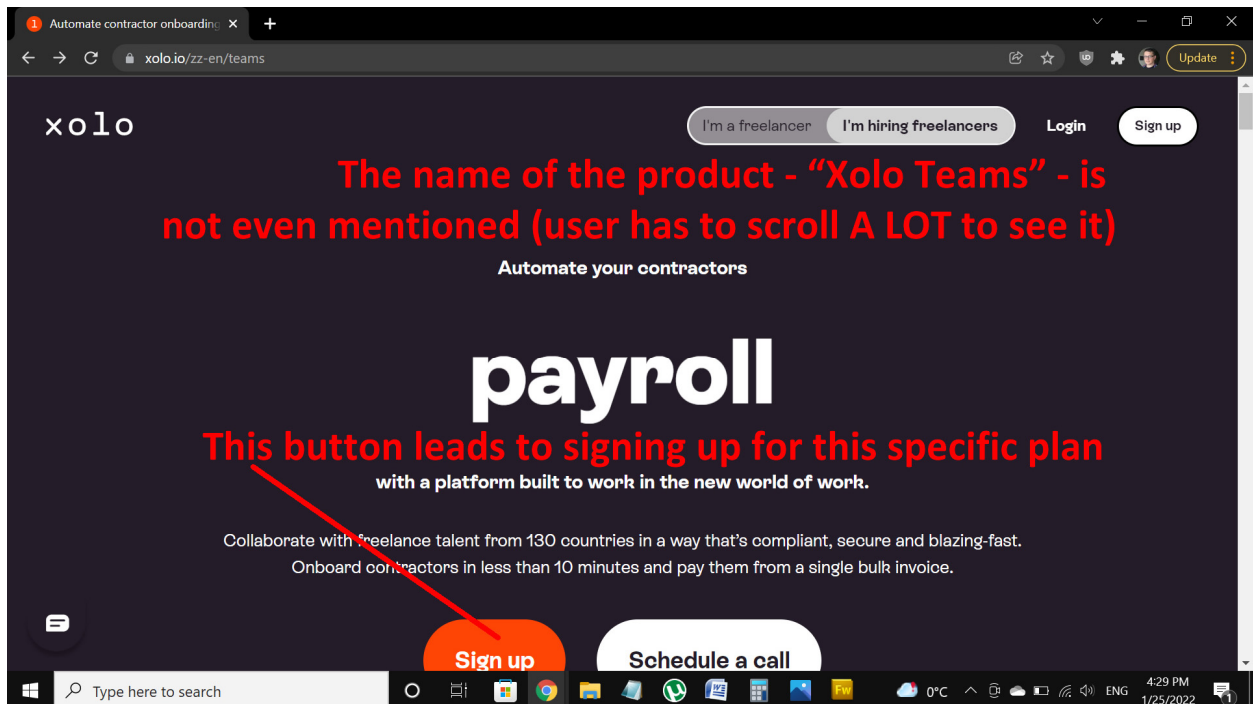 1 Automate contractor onboarding
xolo.io/zz-en/teams
Update
xolo
I'm a freelancer I'm hiring freelancers Login Sign up
The name of the product - “Xolo Teams” - is
not even mentioned (user has to scroll A LOT to see it)
Automate your contractors
payroll
This button leads to signing up for this specific plan
with a platform built to work in the new world of work.
Collaborate with freelance talent from 130 countries in a way that's compliant, secure and blazing-fast.
Onboard contractors in less than 10 minutes and pay them from a single bulk invoice.
Sign up Schedule a call
Type here to search
W
Fw
0°C
ENG
4:29 PM
1/25/2022
1